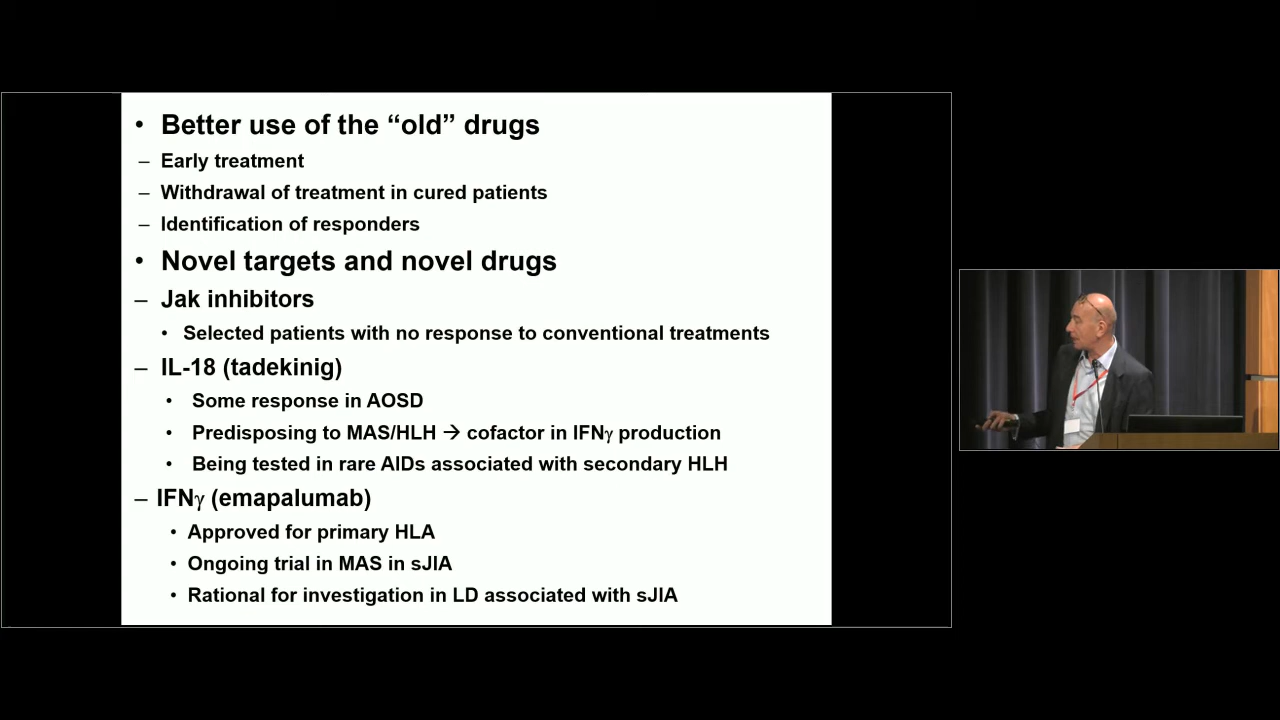 • Better use of the “old” drugs
– Early treatment
– Withdrawal of treatment in cured patients
– Identification of responders
• Novel targets and novel drugs
– Jak inhibitors
• Selected patients with no response to conventional treatments
– IL-18 (tadekinig)
• Some response in AOSD
• Predisposing to MAS/HLH → cofactor in IFNγ production
• Being tested in rare AIDs associated with secondary HLH
– IFNγ (emapalumab)
• Approved for primary HLA
• Ongoing trial in MAS in sJIA
• Rational for investigation in LD associated with sJIA